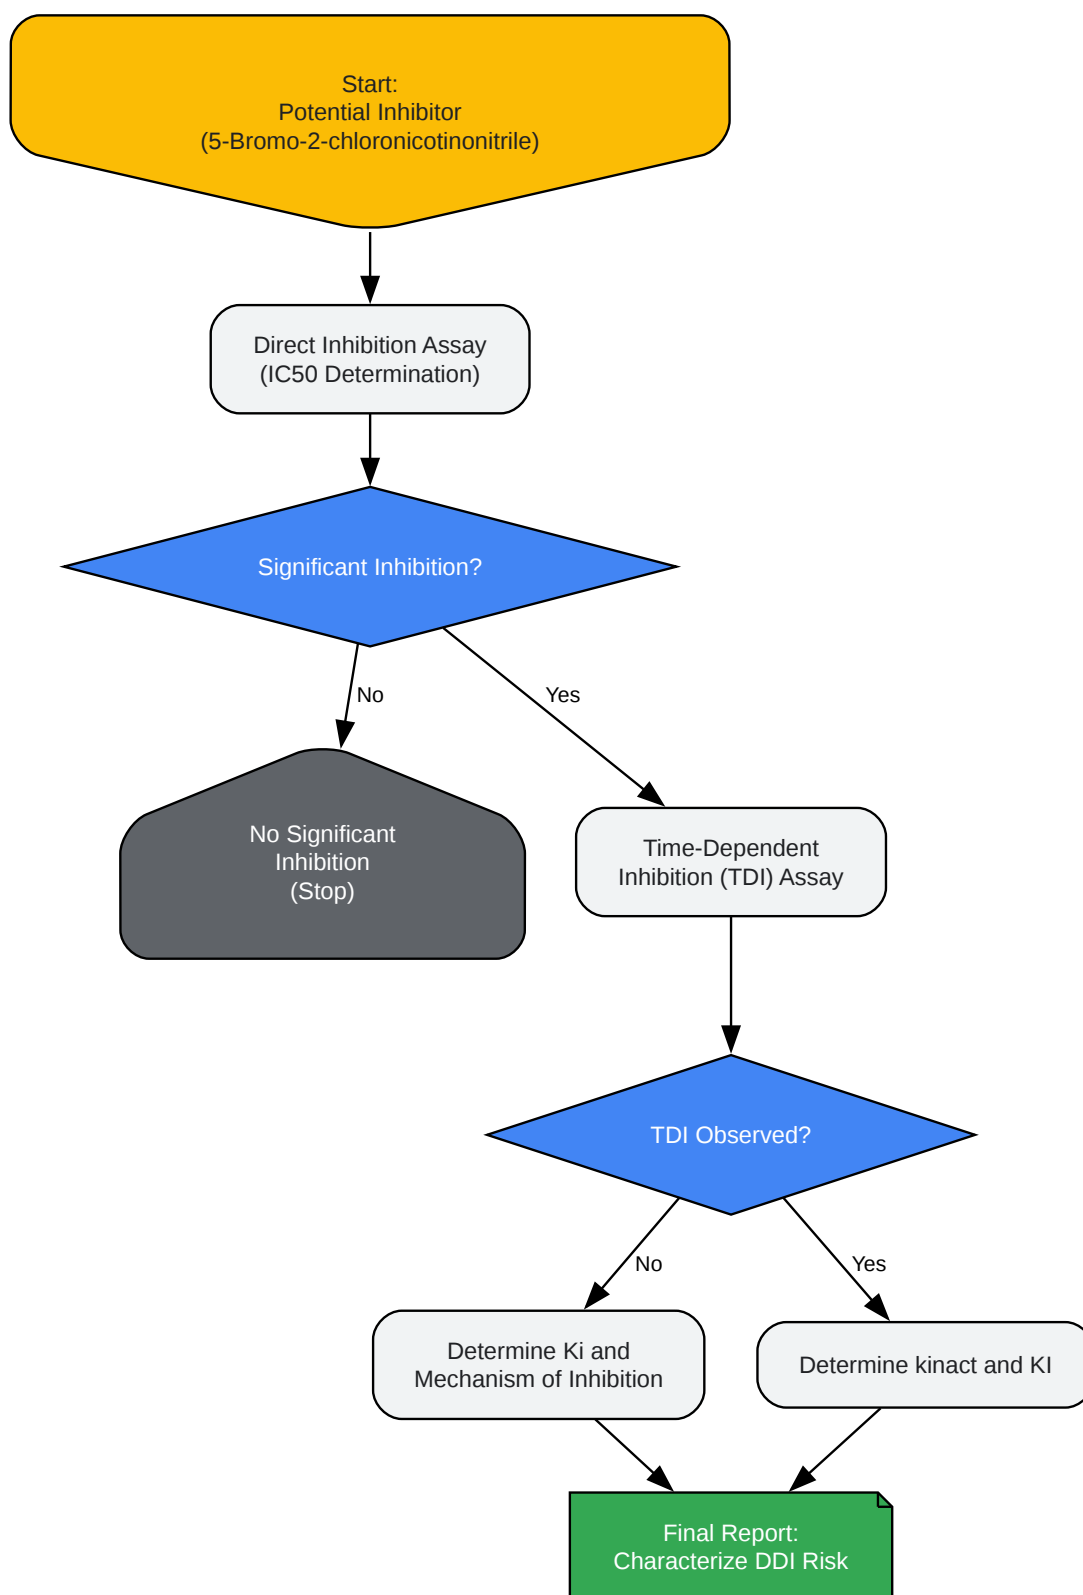 Start:
Potential Inhibitor
(5-Bromo-2-chloronicotinonitrile)
Direct Inhibition Assay
(IC50 Determination)
Significant Inhibition?
No
Yes
No Significant
Inhibition
(Stop)
Time-Dependent
Inhibition (TDI) Assay
TDI Observed?
No
Yes
Determine Ki and
Mechanism of Inhibition
Determine kinact and KI
Final Report:
Characterize DDI Risk